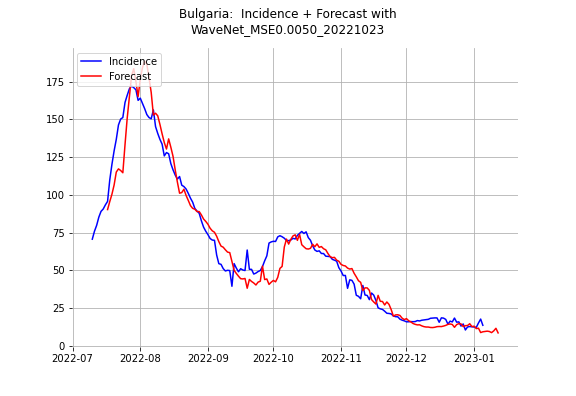 Bulgaria:  Incidence + Forecast with
WaveNet_MSE0.0050_20221023
Incidence
Forecast
175
150
125
100
75
50
25
0
2022-07 2022-08 2022-09 2022-10 2022-11 2022-12 2023-01